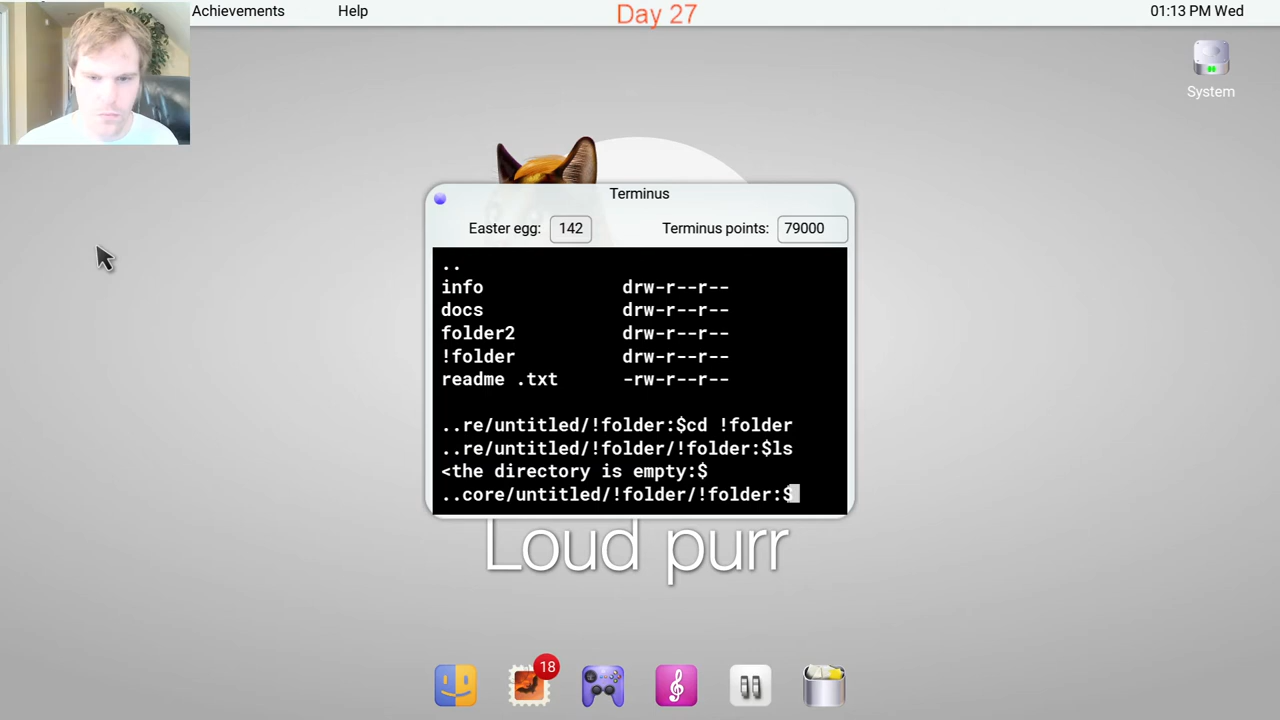 Achievements Help Day 27 01:13 PM Wed
System
Terminus
Easter egg: 142 Terminus points: 79000
..
info drw-r--r--
docs drw-r--r--
folder2 drw-r--r--
!folder drw-r--r--
readme .txt -rw-r--r--
..re/untitled/!folder:$cd !folder
..re/untitled/!folder/!folder:$ls
<the directory is empty:$
..core/untitled/!folder/!folder:$
Loud purr
18